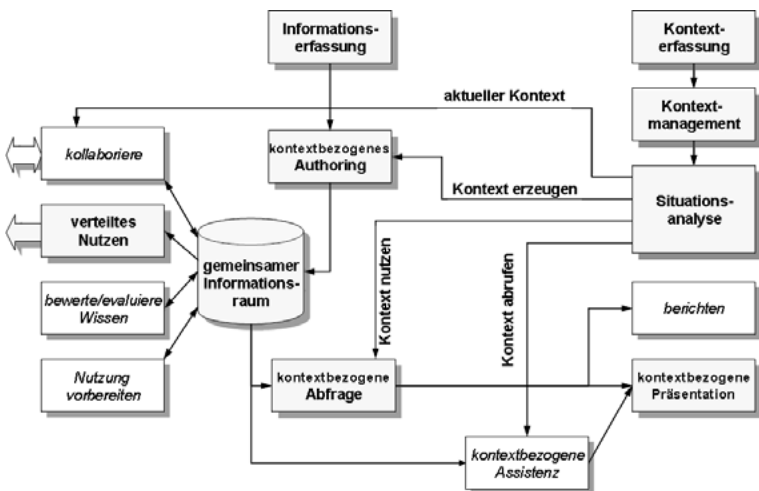 Informations-
erfassung
Kontext-
erfassung
aktueller Kontext
Kontext-
management
kollaboriere
kontextbezogenes
Authoring
Kontext erzeugen
Situations-
analyse
verteiltes
Nutzen
gemeinsamer
Informations-
raum
Kontext nutzen
Kontext abrufen
bewerte/evaluiere
Wissen
berichten
Nutzung
vorbereiten
kontextbezogene
Abfrage
kontextbezogene
Präsentation
kontextbezogene
Assistenz